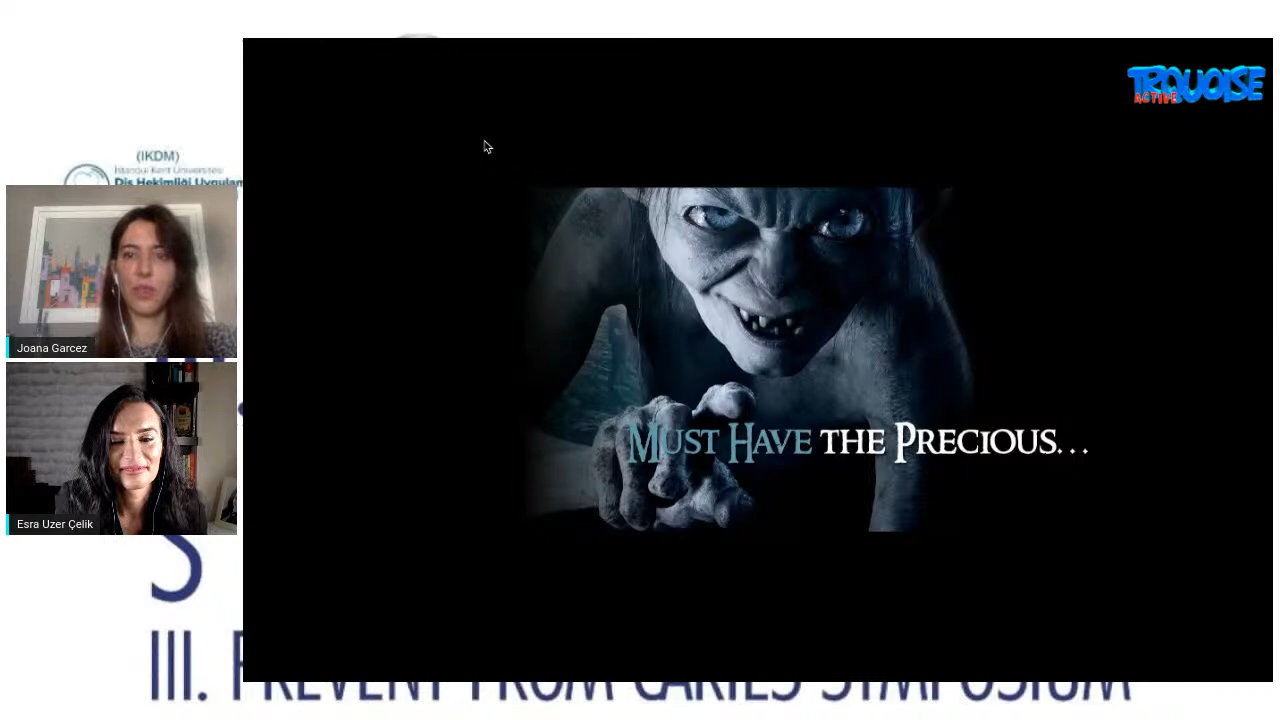 TRQUOISE
ACTIVE
(IKDM)
İstanbul Kent Üniversitesi
Diş Hekimliği Uygulam
Joana Garcez
MUST HAVE THE PRECIOUS...
Esra Uzer Çelik
S
III. PREVENT FROM CARIES SYMPOSIUM